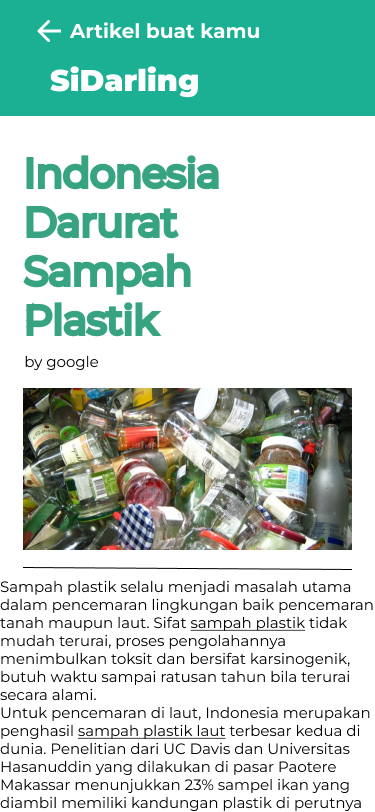 Artikel buat kamu
SiDarling
Indonesia
Darurat
Sampah
Plastik
by google
Sampah plastik selalu menjadi masalah utama
dalam pencemaran lingkungan baik pencemaran
tanah maupun laut. Sifat sampah plastik tidak
mudah terurai, proses pengolahannya
menimbulkan toksit dan bersifat karsinogenik,
butuh waktu sampai ratusan tahun bila terurai
secara alami.
Untuk pencemaran di laut, Indonesia merupakan
penghasil sampah plastik laut terbesar kedua di
dunia. Penelitian dari UC Davis dan Universitas
Hasanuddin yang dilakukan di pasar Paotere
Makassar menunjukkan 23% sampel ikan yang
diambil memiliki kandungan plastik di perutnya